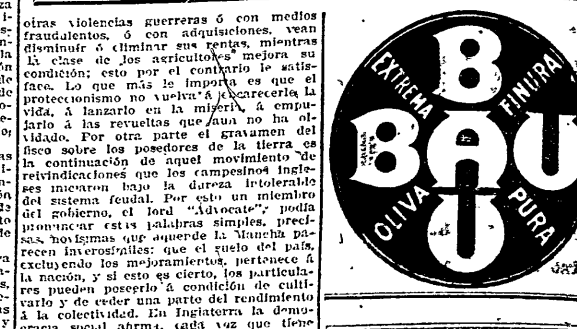 otras violencias guerreras ó con medios
fraudalentos, ó con adquisiciones, vean
disminuír ó eliminar sus rentas, mientras
la clase de los agricultores mejora su
condición; esto por el contrario le satis-
face. Lo que más le importa es que el
proteccionismo no vuelva á encarecerle la
vida, á lanzarlo en la miseria, á empu-
jarlo á las revueltas que aun no ha ol-
vidado. Por otra parte el gravamen del
fisco sobre los posedores de la tierra es
la continuación de aquel movimiento de
reivindicaciones que los campesinos ingle-
ses iniciaron bajo la dureza intolerable
del sistema feudal. Por esto un miembro
del gobierno, el lord "Advocate", podía
pronunciar estas palabras simples, preci-
sas, que aquende la Mancha pa-
recen inverosímiles: que el suelo del país,
excluyendo los mejoramientos, pertenece á
la nación, y si esto es cierto, los particula-
res pueden poseerlo á condición de culti-
varlo y de ceder una parte del rendimiento
á la colectividad. En Inglaterra la demo-
cracia social afirma, cada vez que tiene
EXTREMA FINURA
BAU
BAU
OLIVA PURA